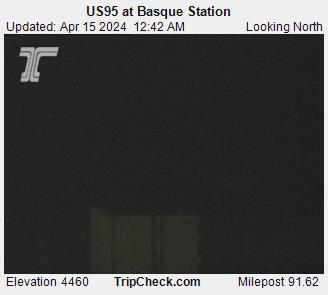 US95 at Basque Station
Updated: Apr 15 2024 12:42 AM Looking North
Elevation 4460 TripCheck.com Milepost 91.62